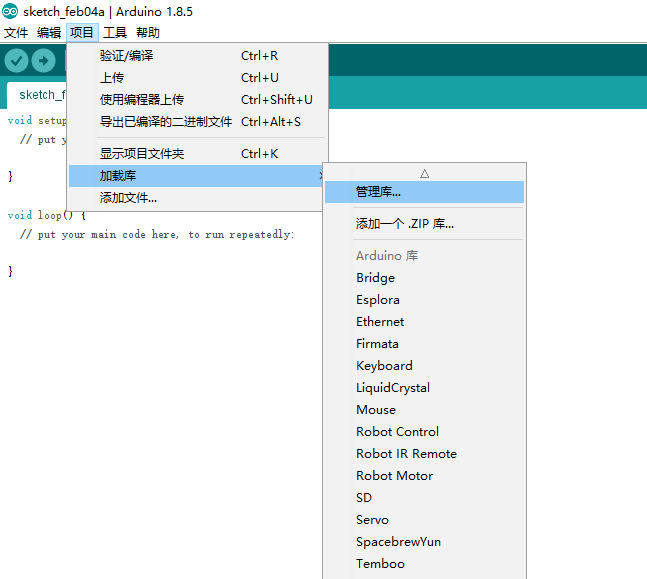 sketch_feb04a | Arduino 1.8.5
文件 编辑 项目 工具 帮助
验证/编译 Ctrl+R
上传 Ctrl+U
使用编程器上传 Ctrl+Shift+U
导出已编译的二进制文件 Ctrl+Alt+S
显示项目文件夹 Ctrl+K
加载库
添加文件...
sketch_f
void setup
// put y
}
void loop() {
// put your main code here, to run repeatedly:
}
管理库...
添加一个 .ZIP 库...
Arduino 库
Bridge
Esplora
Ethernet
Firmata
Keyboard
LiquidCrystal
Mouse
Robot Control
Robot IR Remote
Robot Motor
SD
Servo
SpacebrewYun
Temboo